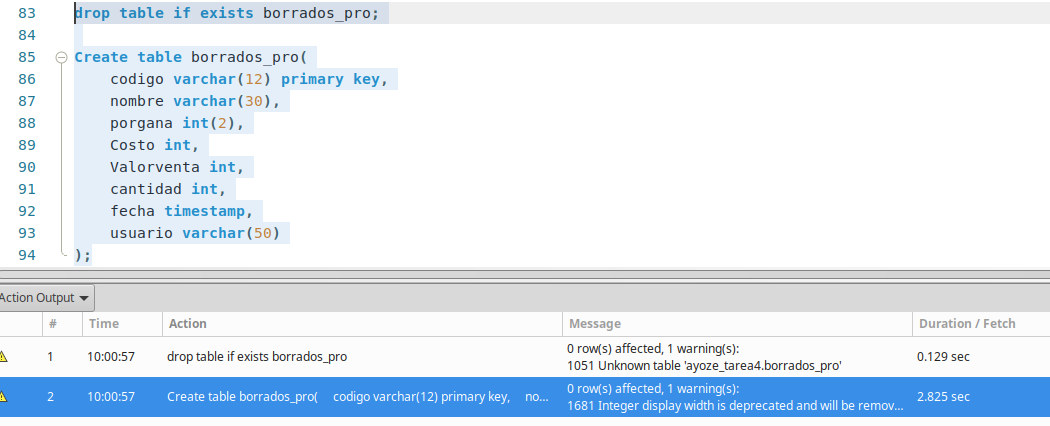 83 drop table if exists borrados_pro;
84
85 Create table borrados_pro(
86 codigo varchar(12) primary key,
87 nombre varchar(30),
88 porgana int(2),
89 Costo int,
90 Valorventa int,
91 cantidad int,
92 fecha timestamp,
93 usuario varchar(50)
94 );
Action Output
# Time Action Message Duration / Fetch
1 10:00:57 drop table if exists borrados_pro 0 row(s) affected, 1 warning(s):
1051 Unknown table 'ayoze_tarea4.borrados_pro' 0.129 sec
2 10:00:57 Create table borrados_pro( codigo varchar(12) primary key, no... 0 row(s) affected, 1 warning(s):
1681 Integer display width is deprecated and will be remov... 2.825 sec